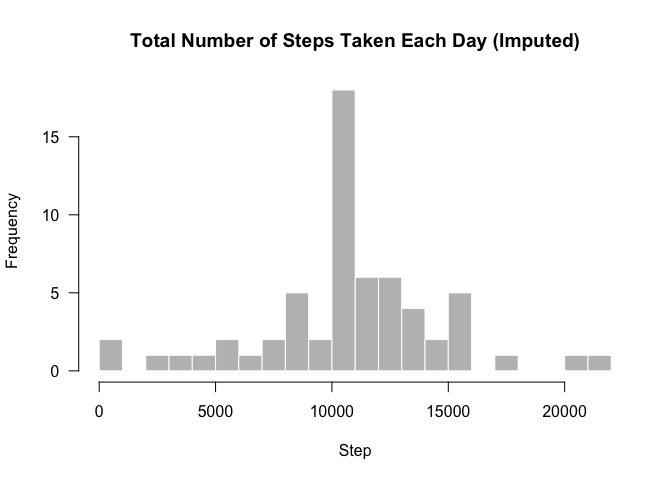 Total Number of Steps Taken Each Day (Imputed)
Frequency
15
10
5
0
0 5000 10000 15000 20000
Step